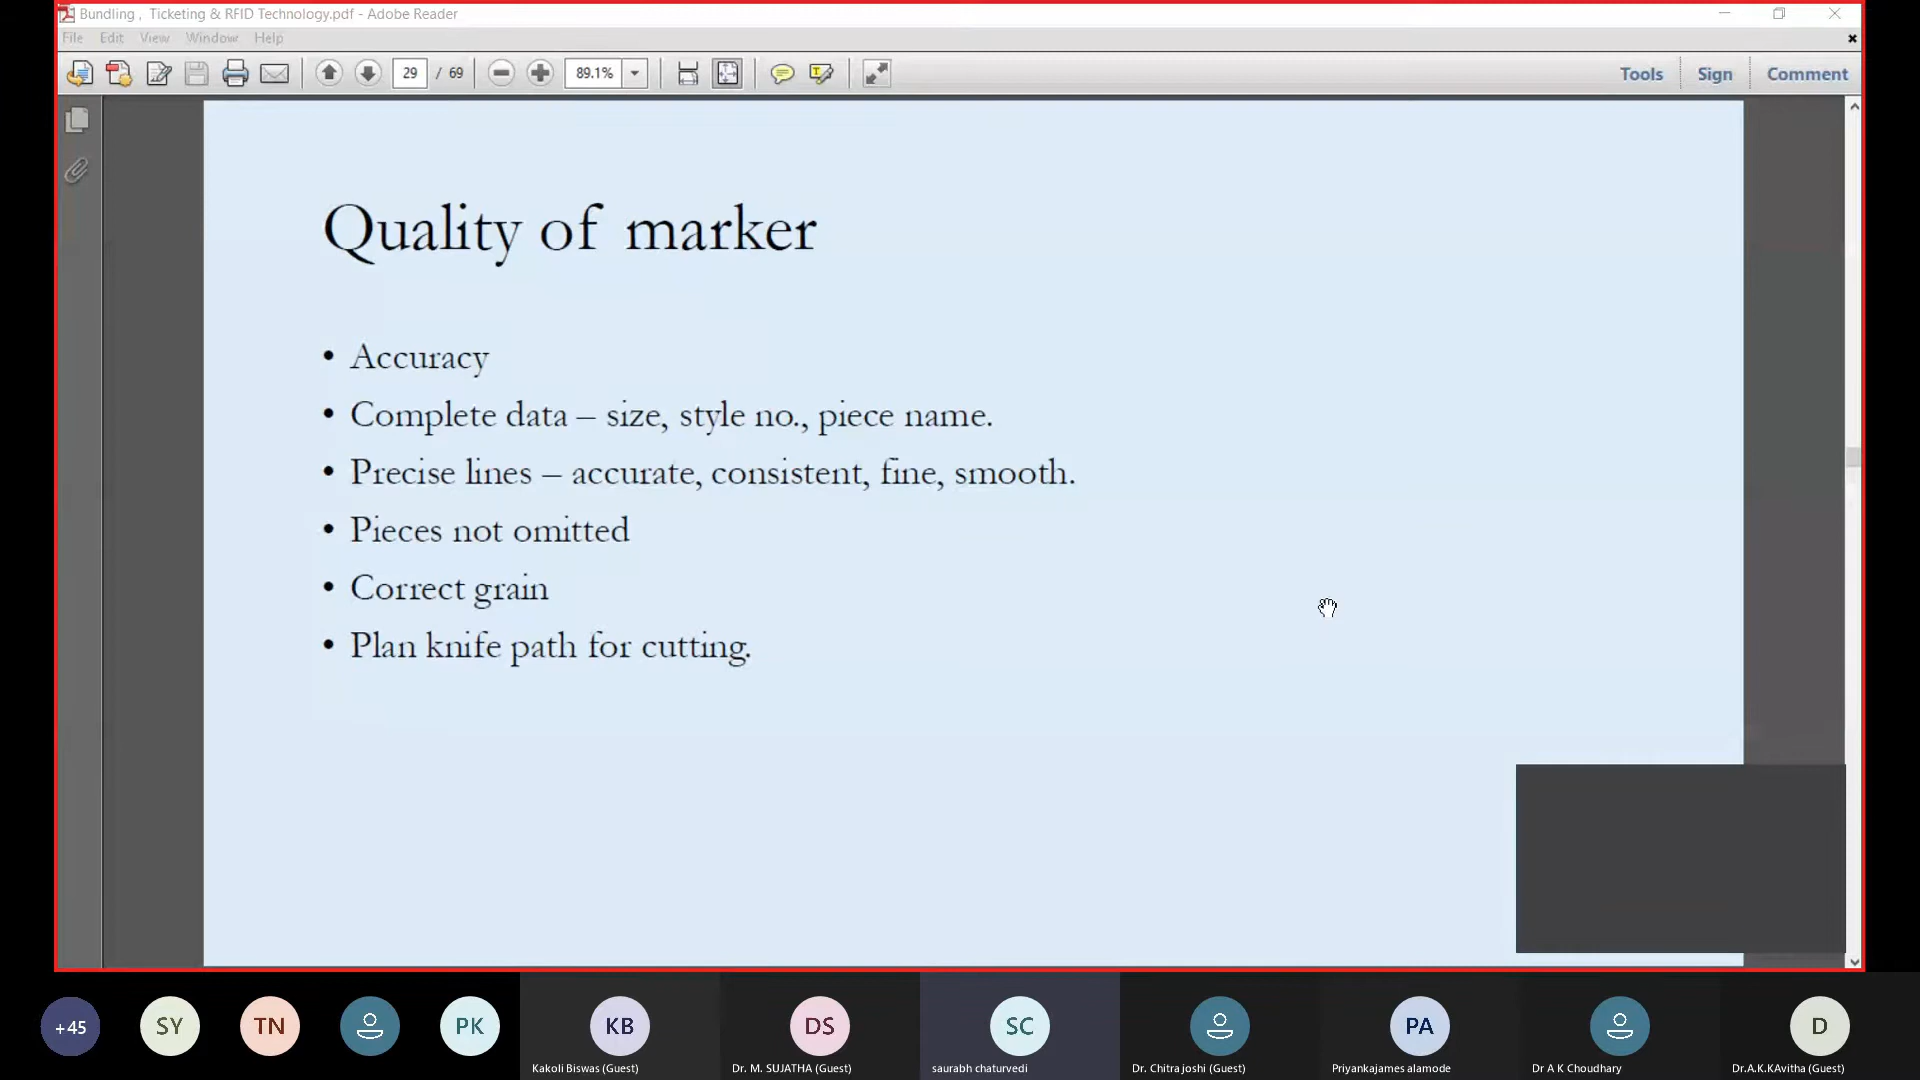 Bundling , Ticketing & RFID Technology.pdf - Adobe Reader
File Edit View Window Help
29 / 69 89.1% Tools Sign Comment
Quality of marker
• Accuracy
• Complete data – size, style no., piece name.
• Precise lines – accurate, consistent, fine, smooth.
• Pieces not omitted
• Correct grain
• Plan knife path for cutting.
+45 SY TN PK KB DS SC PA D
Kakoli Biswas (Guest) Dr. M. SUJATHA (Guest) saurabh chaturvedi Dr. Chitra joshi (Guest) Priyankajames alamode Dr A K Choudhary Dr.A.K.KAvitha (Guest)